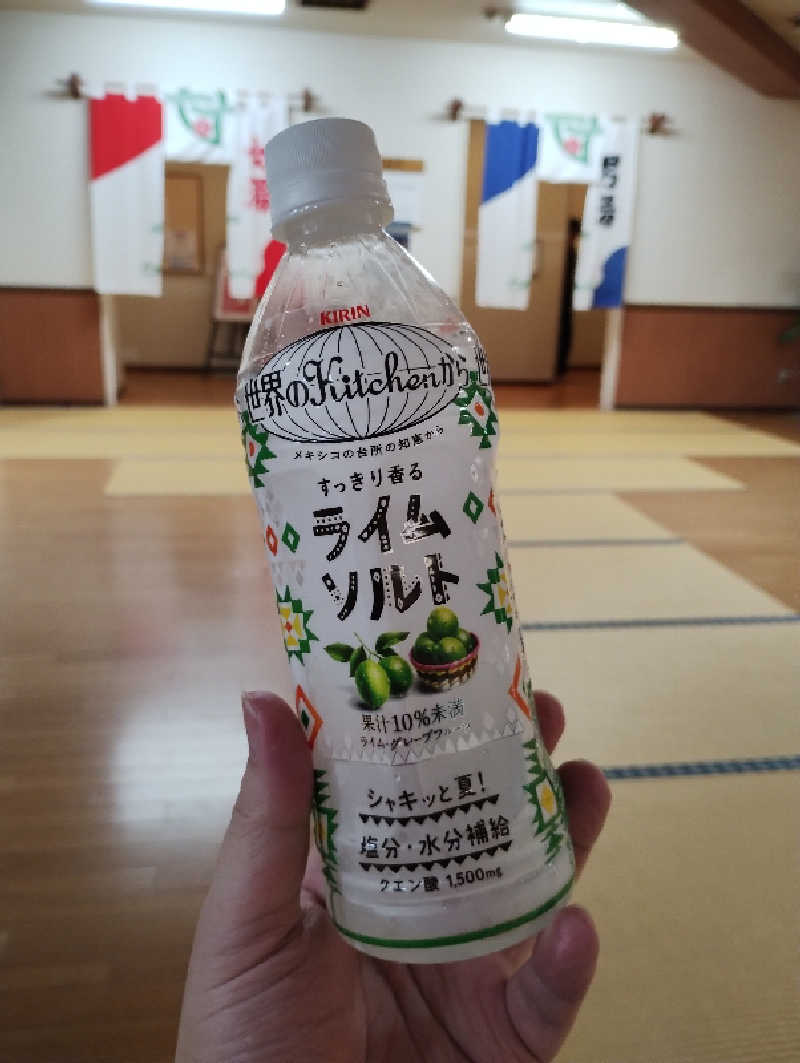 KIRIN
世界のKitchenから
メキシコの台所の知恵から
すっきり香る
ライム
ソルト
果汁10%未満
ライム・グレープフルーツ
シャキッと夏!
塩分・水分補給
クエン酸 1,500mg